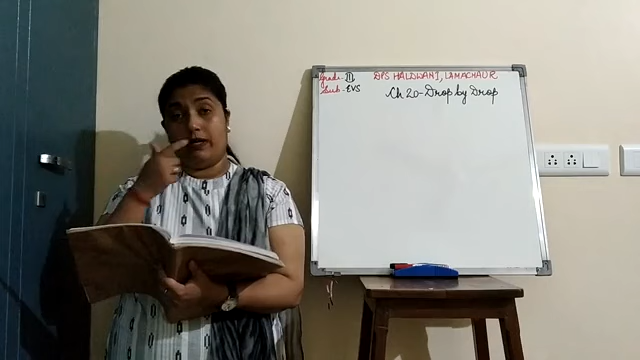 Grade- III DPS HALDWANI, LAMACHAUR
Sub- EVS Ch 20- Drop by Drop